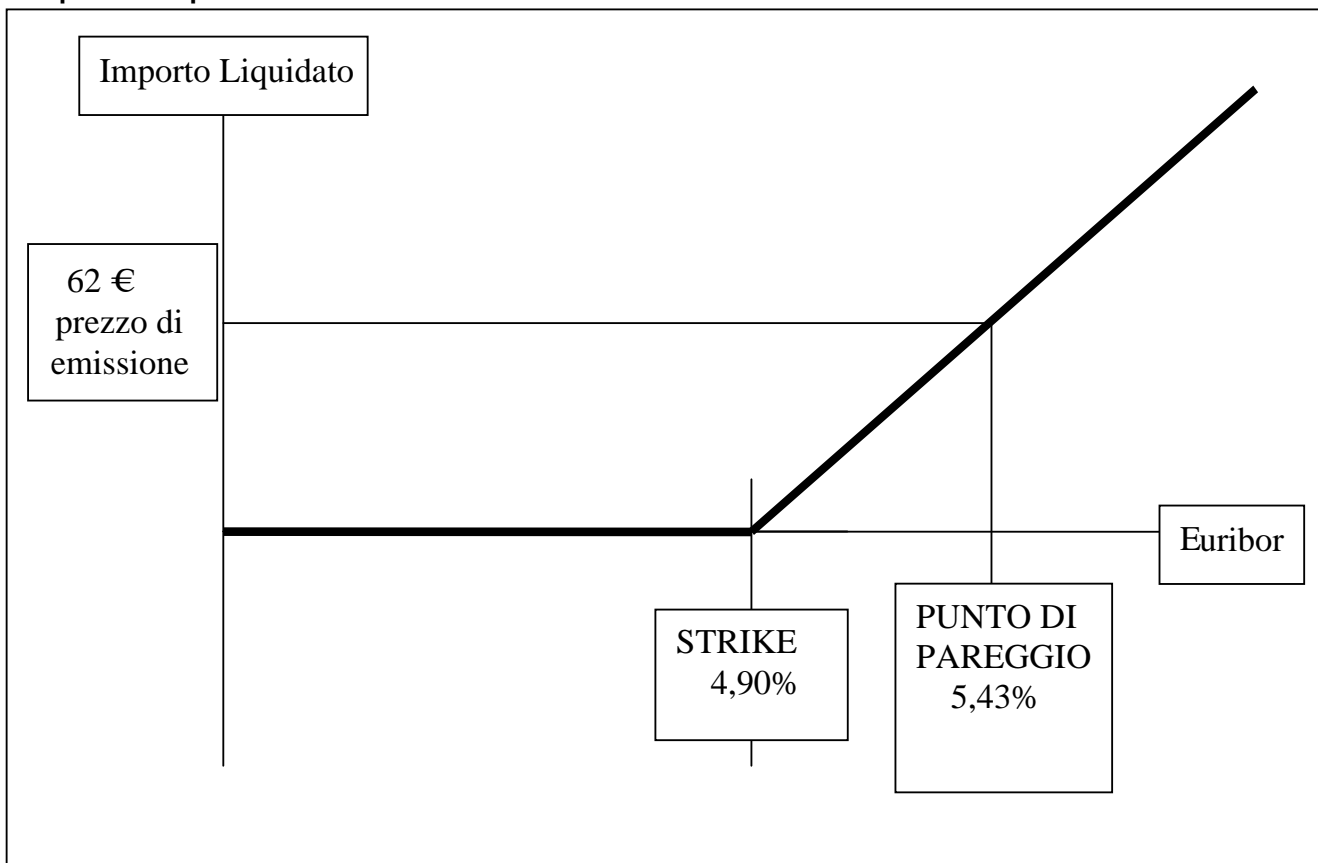 Importo Liquidato
62 €
prezzo di
emissione
Euribor
STRIKE
4,90%
PUNTO DI
PAREGGIO
5,43%